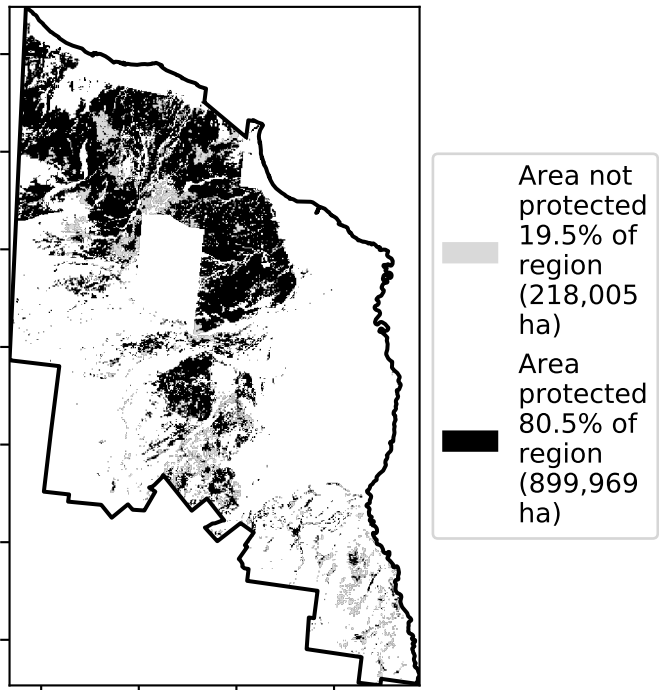 Area not
protected
19.5% of
region
(218,005
ha)
Area
protected
80.5% of
region
(899,969
ha)